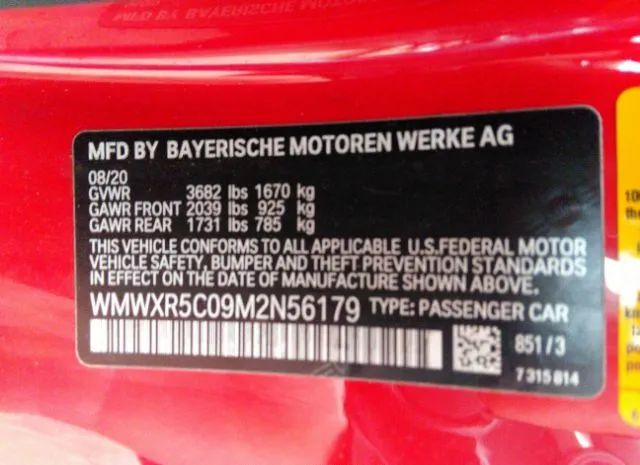 MFD BY BAYERISCHE MOTOREN WERKE AG
08/20
GVWR 3682 lbs 1670 kg
GAWR FRONT 2039 lbs 925 kg
GAWR REAR 1731 lbs 785 kg
THIS VEHICLE CONFORMS TO ALL APPLICABLE U.S.FEDERAL MOTOR
VEHICLE SAFETY, BUMPER AND THEFT PREVENTION STANDARDS
IN EFFECT ON THE DATE OF MANUFACTURE SHOWN ABOVE.
WMWXR5C09M2N56179 TYPE: PASSENGER CAR
851/3
7 315 814